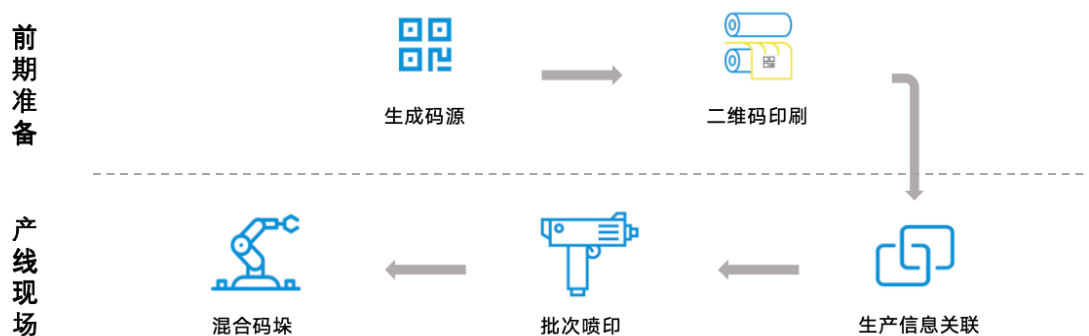 前期准备
生成码源
二维码印刷
产线现场
混合码垛
批次喷印
生产信息关联